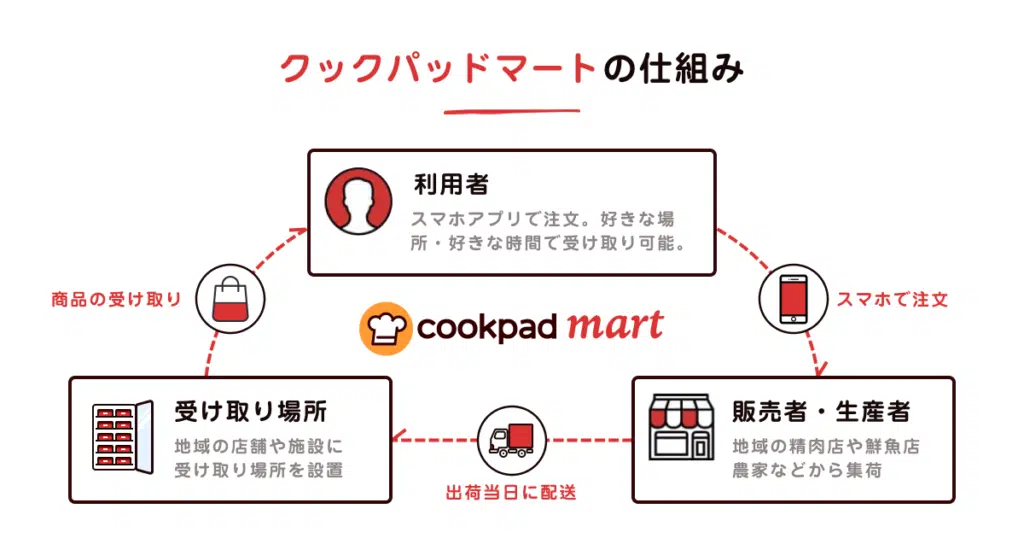 クックパッドマートの仕組み
利用者
スマホアプリで注文。好きな場
所・好きな時間で受け取り可能。
商品の受け取り
スマホで注文
cookpad mart
受け取り場所
地域の店舗や施設に
受け取り場所を設置
販売者・生産者
地域の精肉店や鮮魚店
農家などから集荷
出荷当日に配送